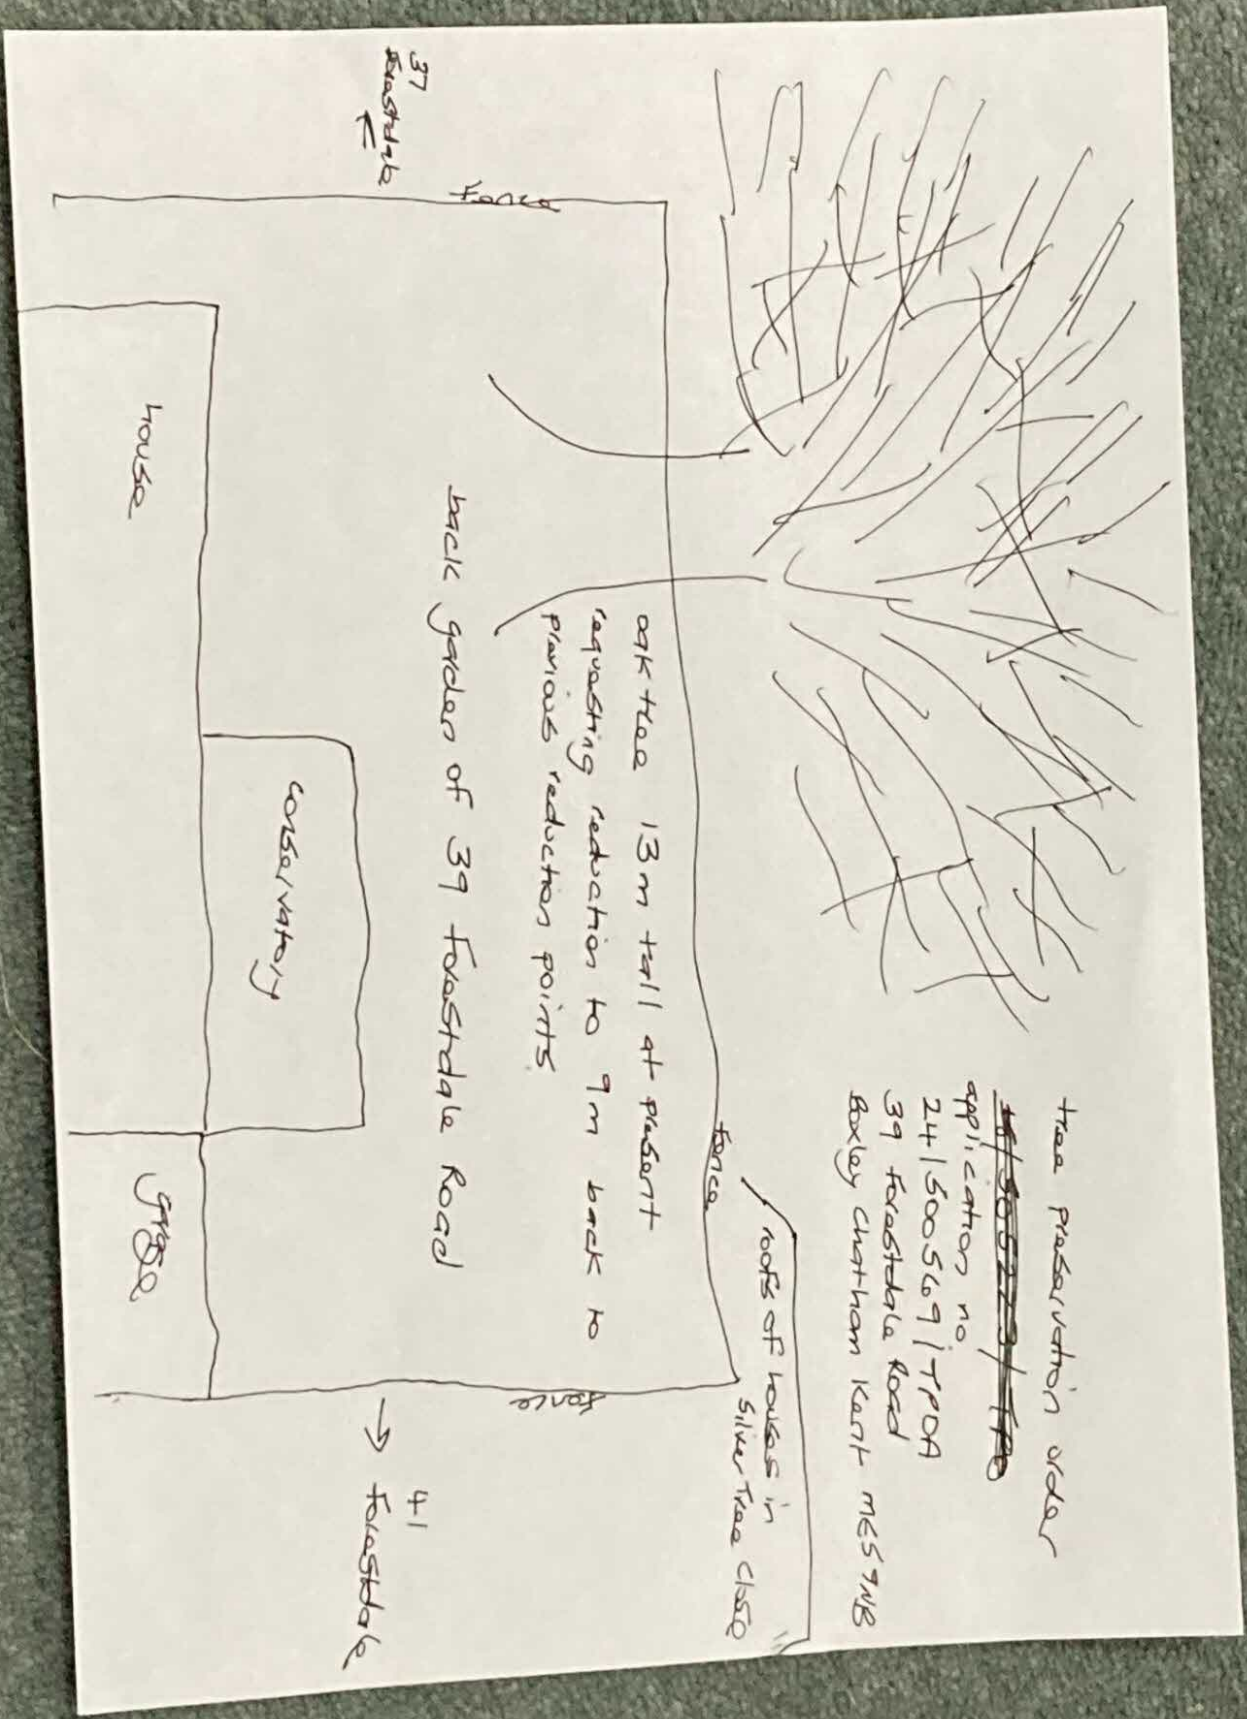 tree preservation order
application no
24/500569/TPOA
39 Forestdale Road
Boxley Chatham Kent ME5 9NB
roofs of houses in
Silver Tree Close
37
Forestdale
Fence
fence
oak tree 13m tall at present
requesting reduction to 9m back to
previous reduction points
back garden of 39 Forestdale Road
fence
41
Forestdale
conservatory
house
garage